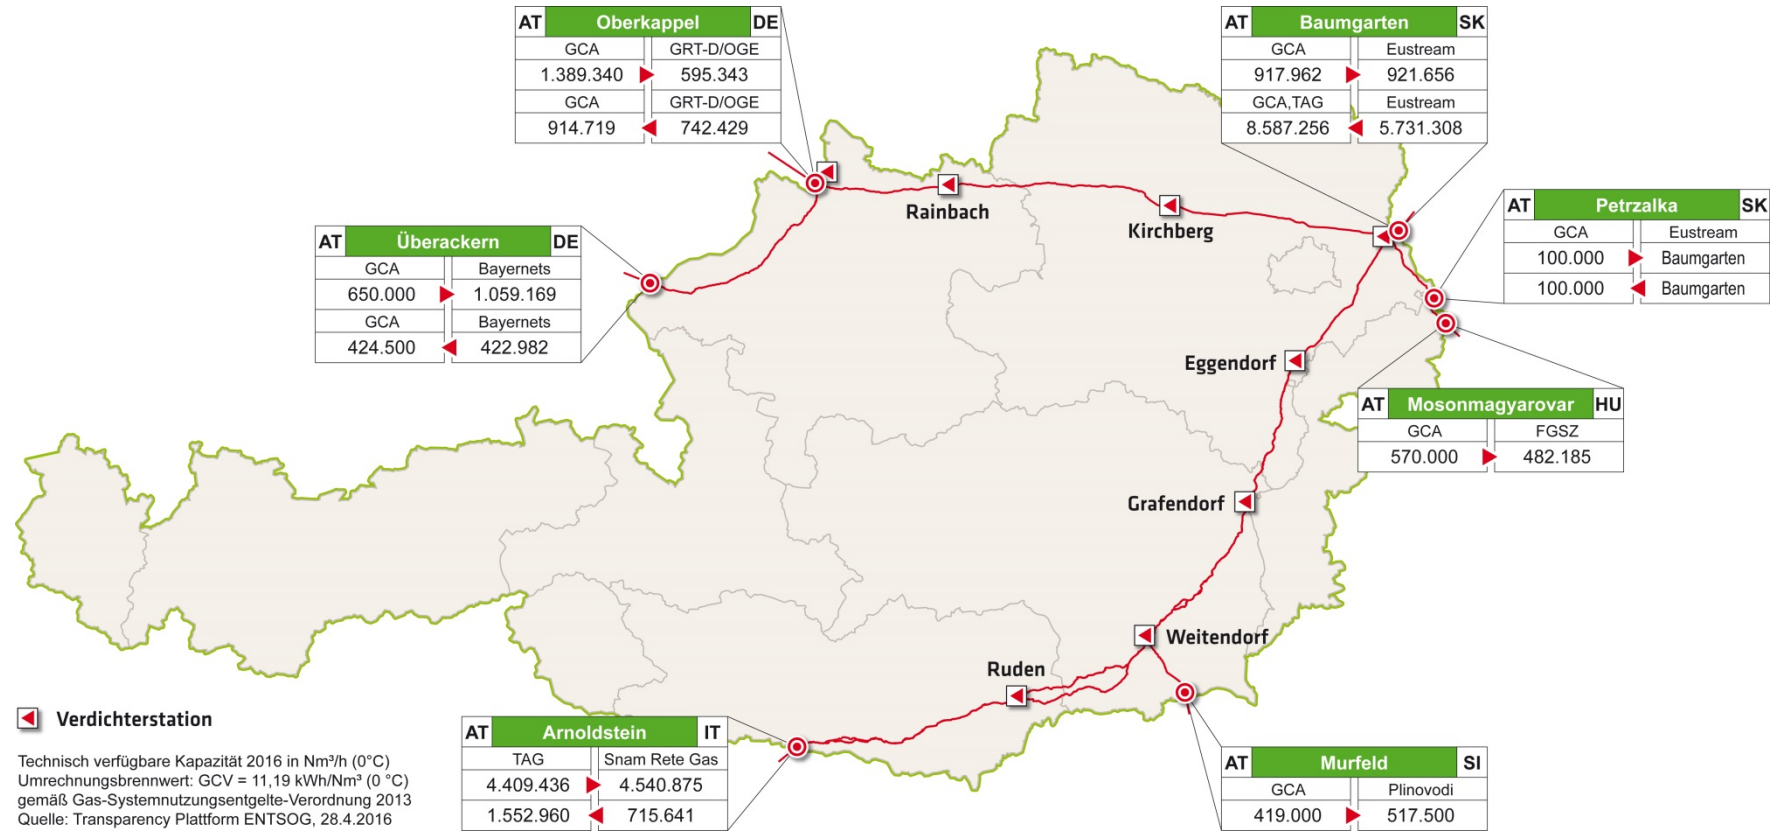 AT Oberkappel DE
GCA GRT-D/OGE
1.389.340 595.343
GCA GRT-D/OGE
914.719 742.429
AT Baumgarten SK
GCA Eustream
917.962 921.656
GCA,TAG Eustream
8.587.256 5.731.308
AT Petrzalka SK
GCA Eustream
100.000 Baumgarten
100.000 Baumgarten
Rainbach
Kirchberg
AT Überackern DE
GCA Bayernets
650.000 1.059.169
GCA Bayernets
424.500 422.982
Eggendorf
AT Mosonmagyarovar HU
GCA FGSZ
570.000 482.185
Grafendorf
Weitendorf
Ruden
Verdichterstation
Technisch verfügbare Kapazität 2016 in Nm³/h (0°C)
Umrechnungsbrennwert: GCV = 11,19 kWh/Nm³ (0 °C)
gemäß Gas-Systemnutzungsentgelte-Verordnung 2013
Quelle: Transparency Plattform ENTSOG, 28.4.2016
AT Arnoldstein IT
TAG Snam Rete Gas
4.409.436 4.540.875
1.552.960 715.641
AT Murfeld SI
GCA Plinovodi
419.000 517.500